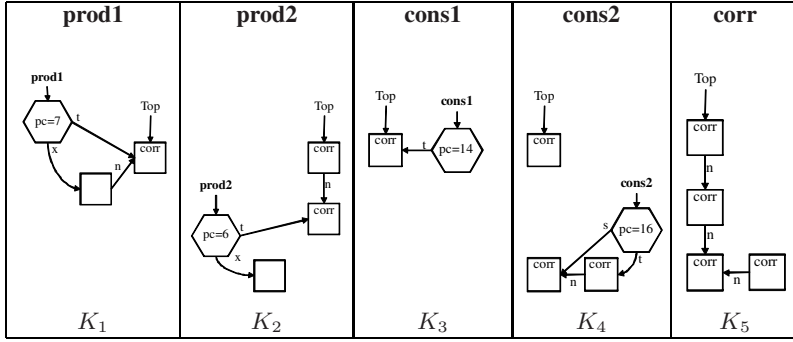 prod1 prod2 cons1 cons2 corr
prod1
pc=7
t
x
n
Top
corr
K1
Top
corr
n
corr
prod2
pc=6
t
x
K2
Top
corr
cons1
pc=14
t
K3
Top
corr
cons2
pc=16
s
t
corr
n
corr
K4
Top
corr
n
corr
n
corr
n
corr
K5